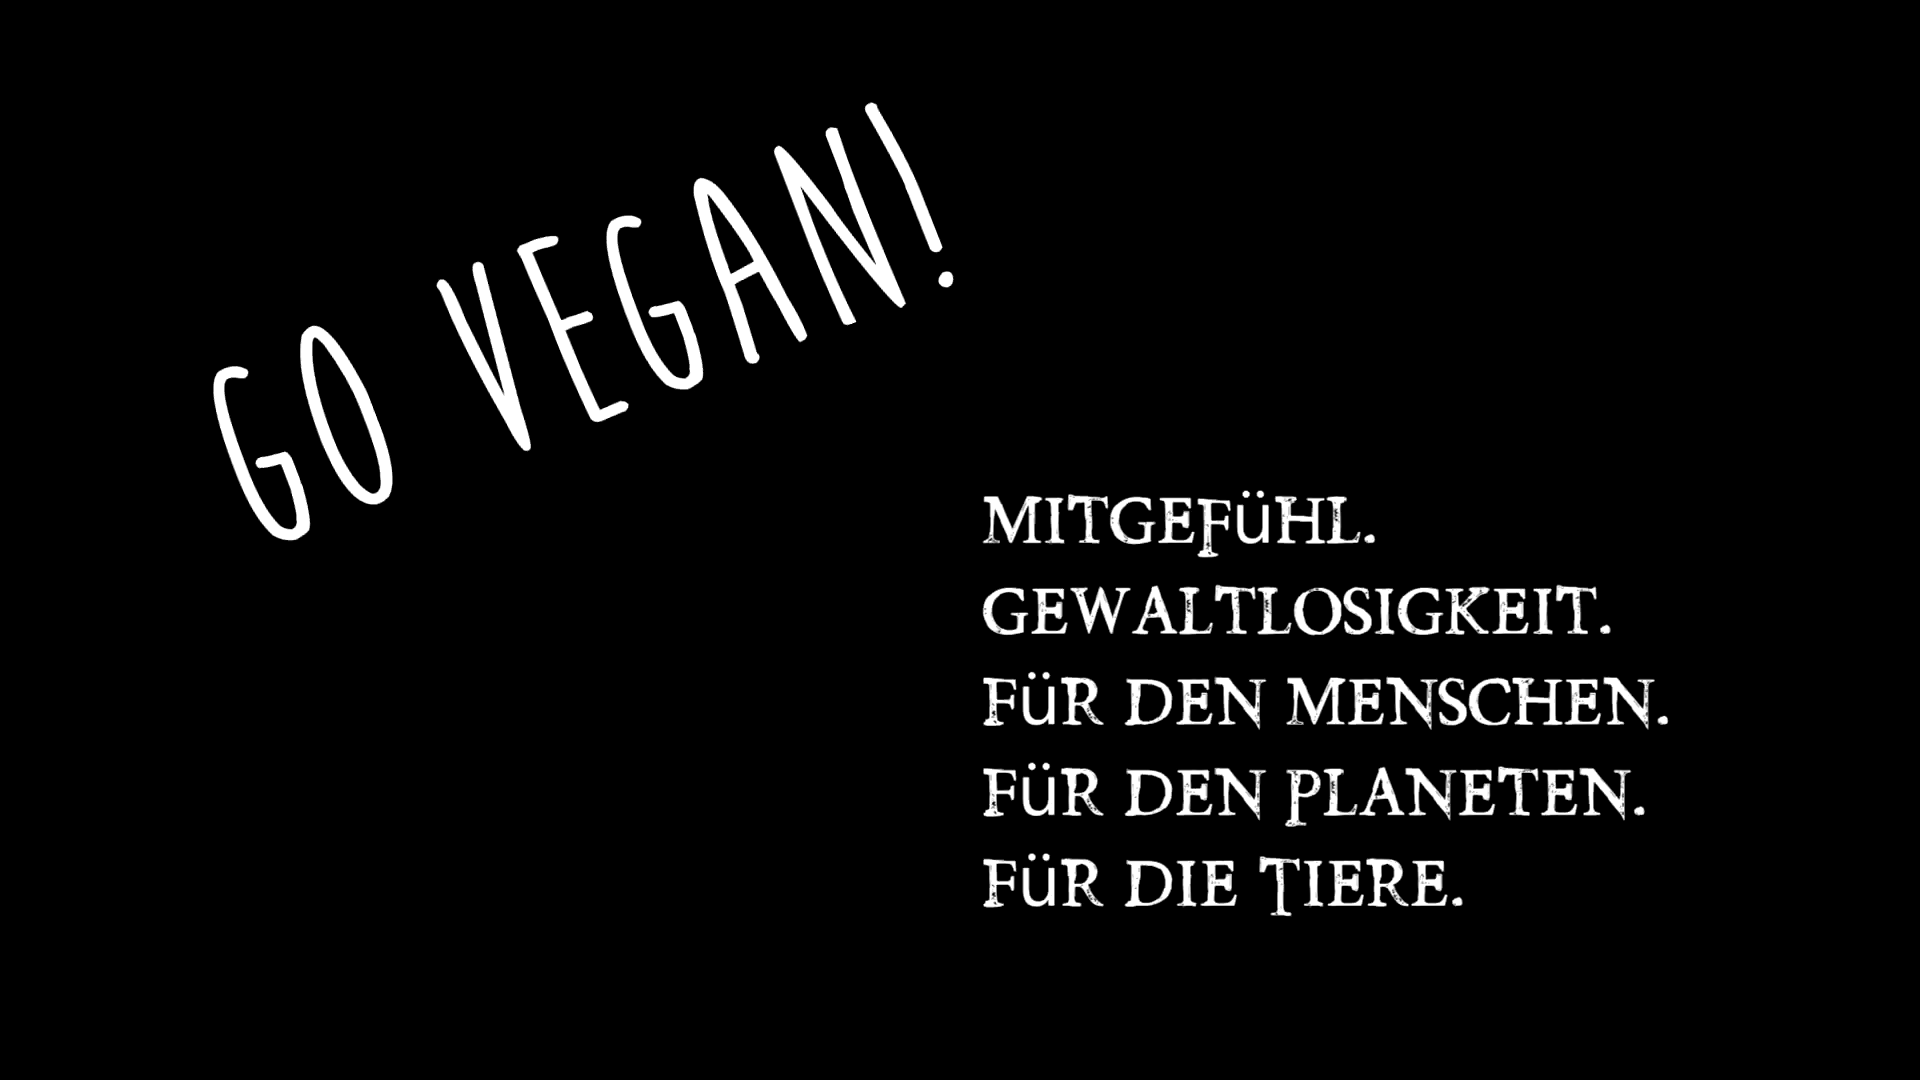 GO VEGAN!
MITGEFÜHL.
GEWALTLOSIGKEIT.
FÜR DEN MENSCHEN.
FÜR DEN PLANETEN.
FÜR DIE TIERE.